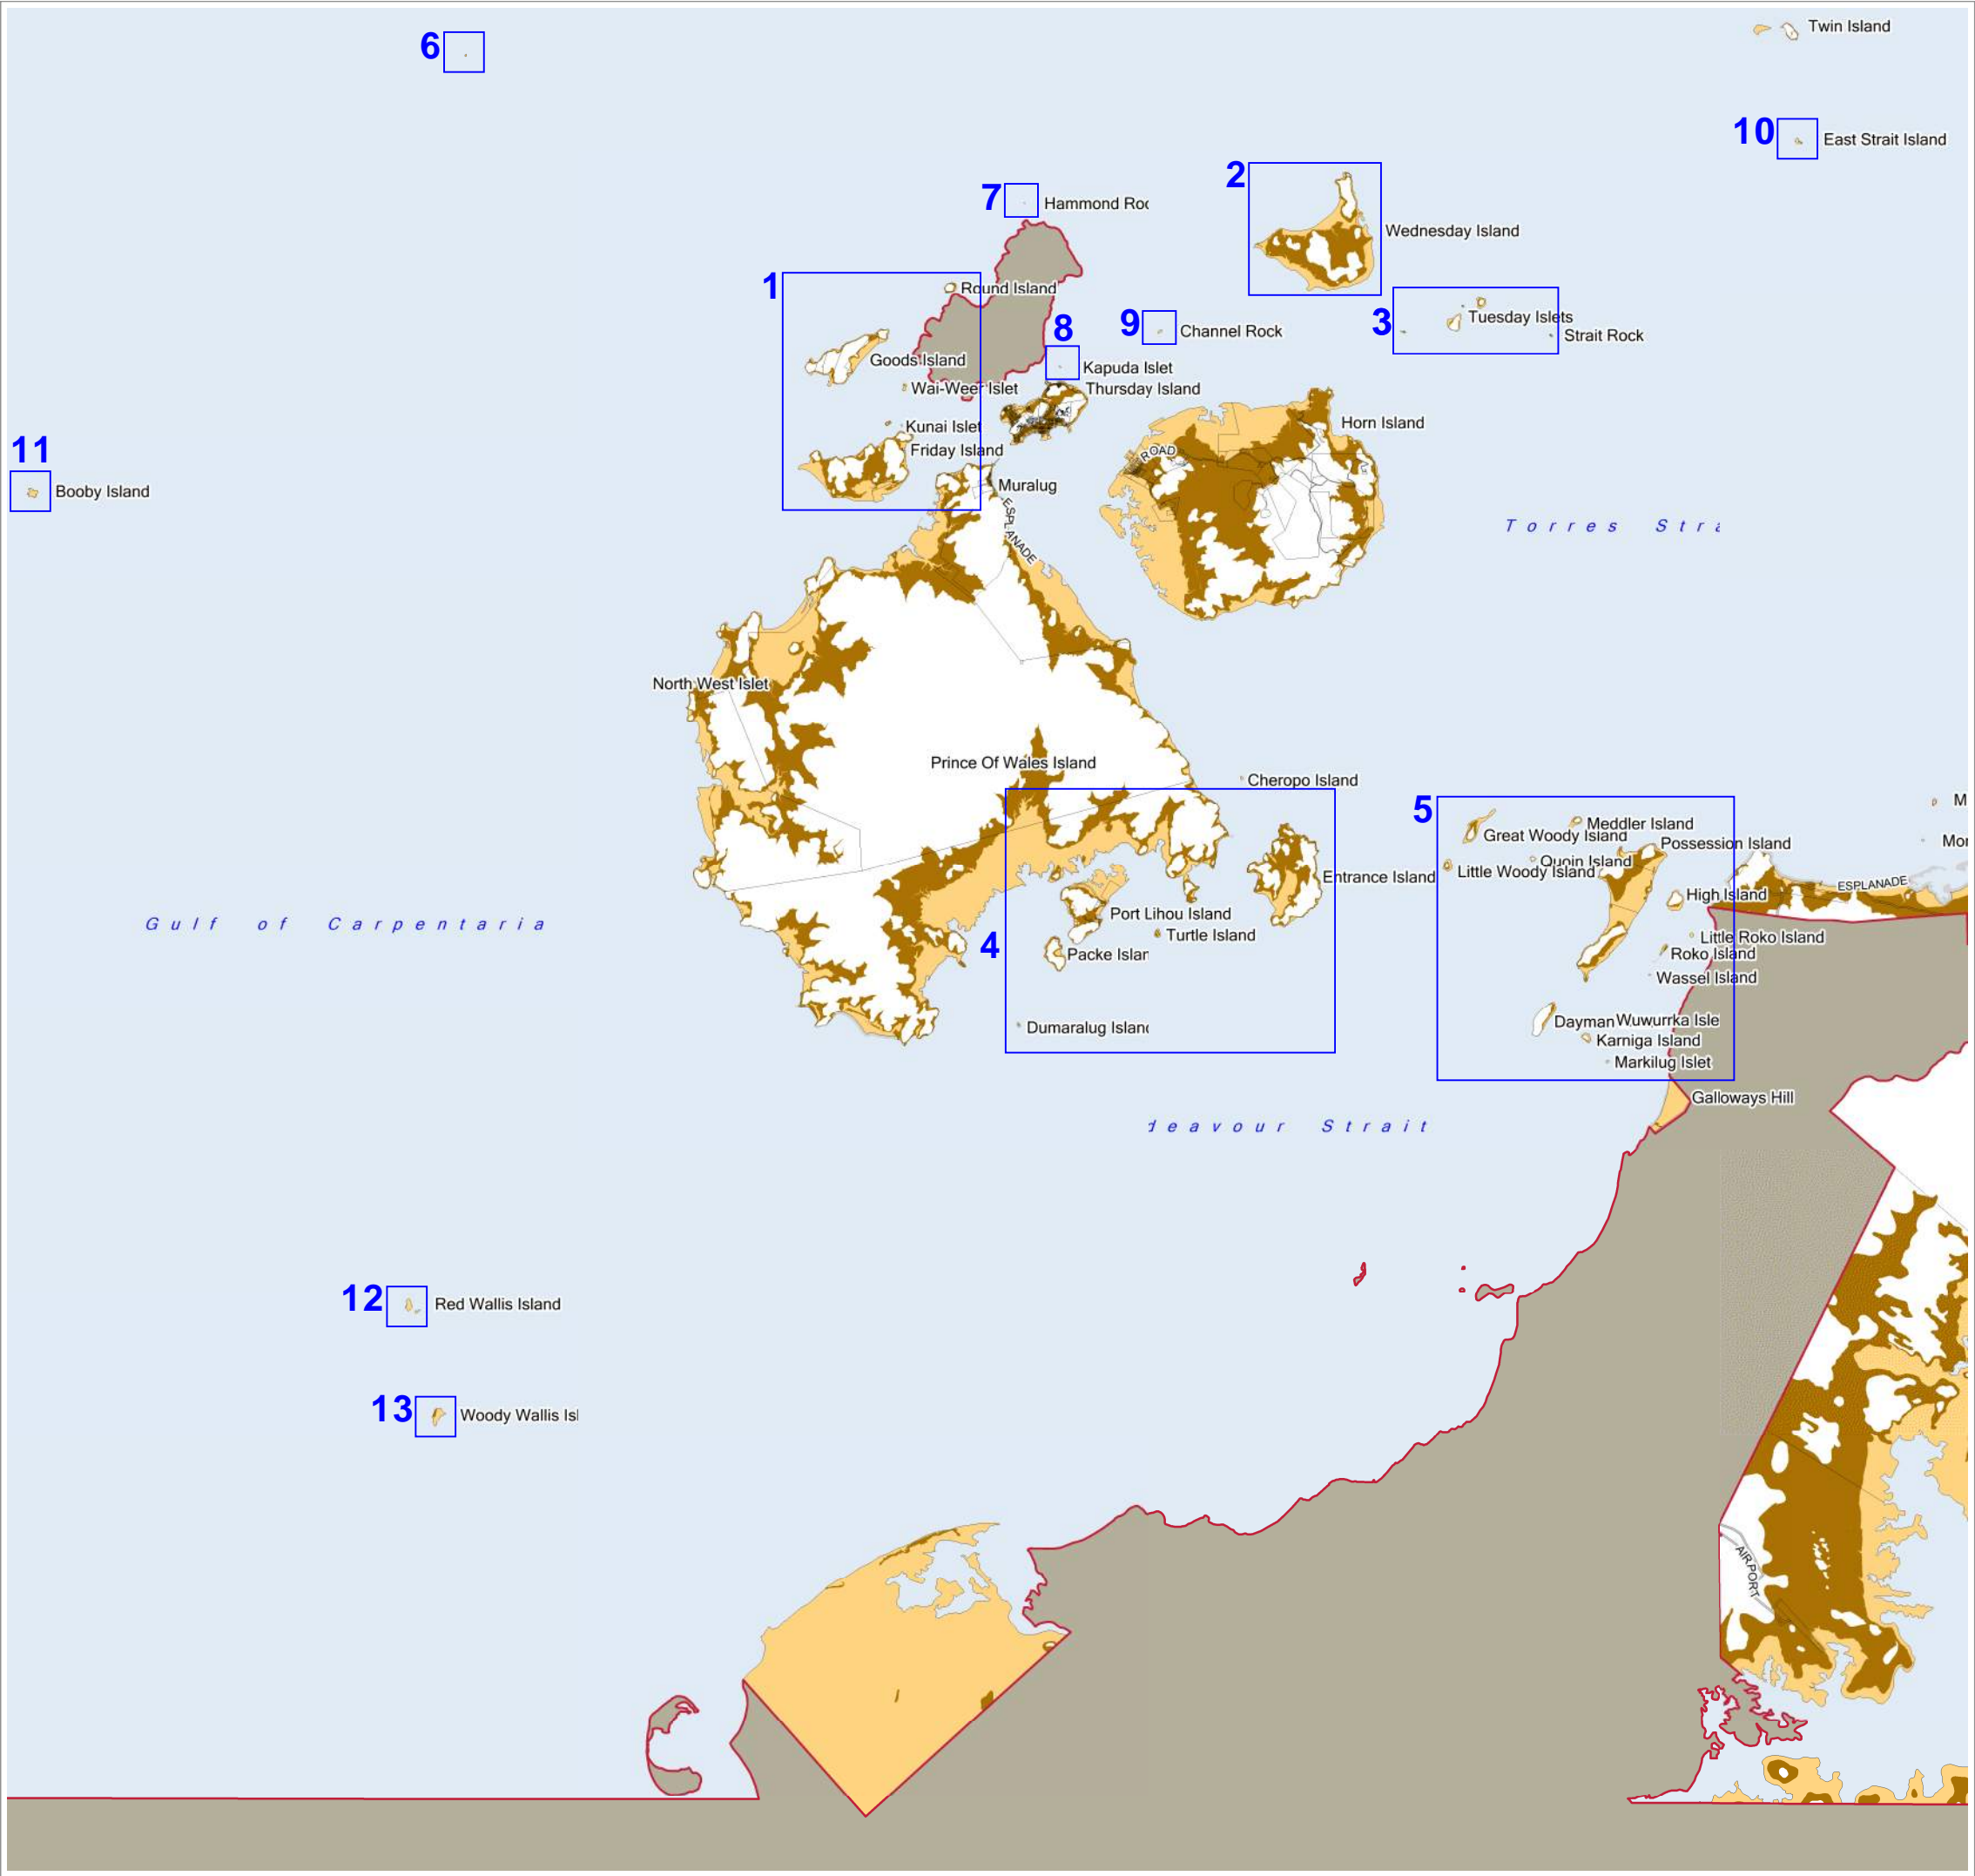 Twin Island
6
10
East Strait Island
2
7
Hammond Roc
Wednesday Island
1
Round Island
3
Tuesday Islets
9
Channel Rock
8
Strait Rock
Goods Island
Kapuda Islet
Wai-Weer Islet
Thursday Island
Kunai Islet
Horn Island
11
Friday Island
ROAD
Booby Island
Muralug
ESPLANADE
Torres Stra
North West Islet
Prince Of Wales Island
Cheropo Island
M
5
Meddler Island
Great Woody Island
Possession Island
Mor
Quoin Island
Little Woody Island
Entrance Island
ESPLANADE
High Island
Port Lihou Island
Gulf of Carpentaria
Turtle Island
Little Roko Island
4
Packe Islan
Roko Island
Wassel Island
Dayman
Wuwurrka Isle
Dumaralug Island
Karniga Island
Markilug Islet
Galloways Hill
deavour Strait
12
Red Wallis Island
13
Woody Wallis Isl
AIRPORT